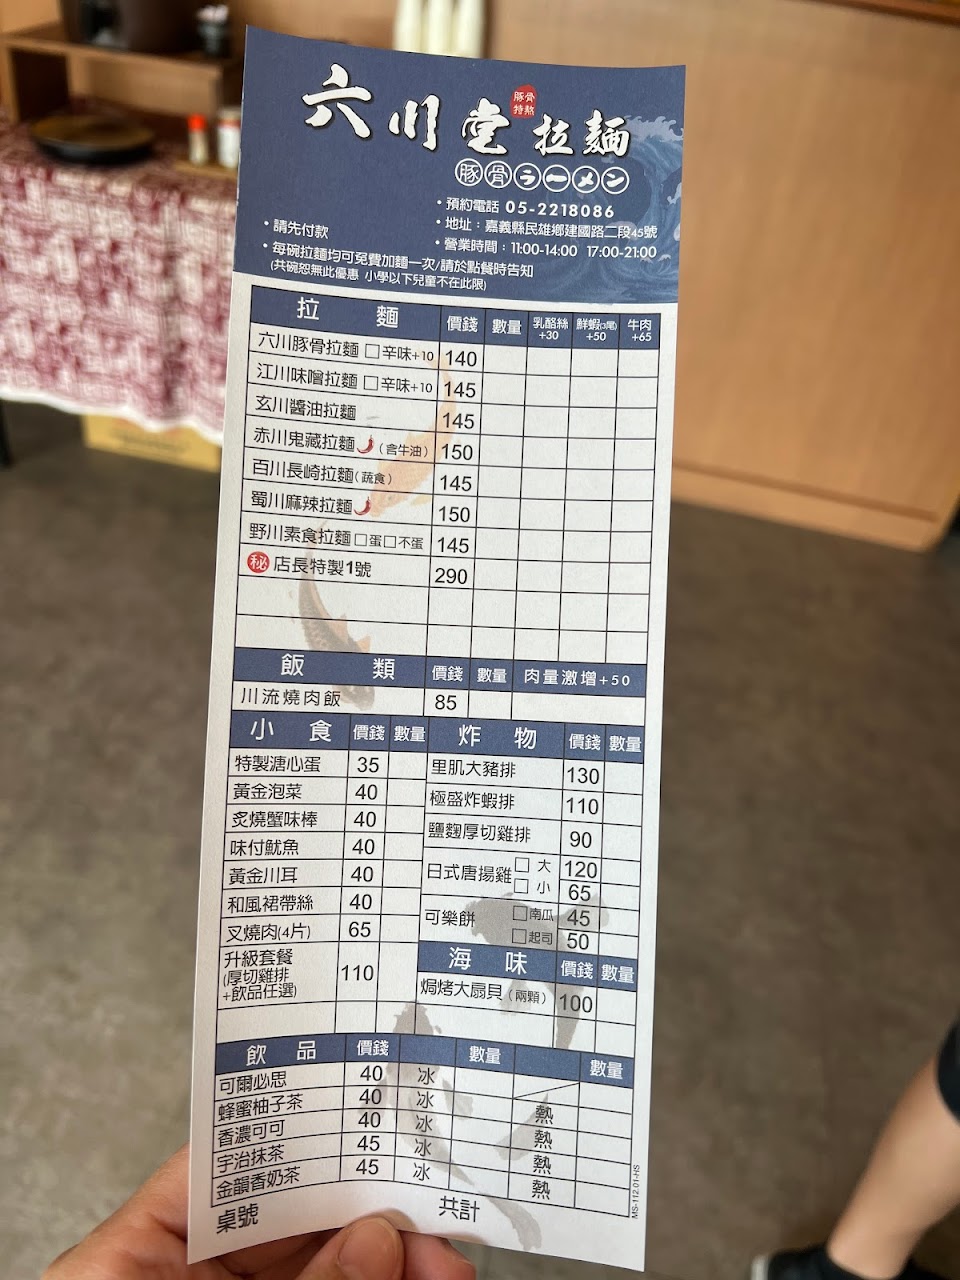 六川堂拉麵
豚骨特熬
豚骨ラーメン
•預約電話 05-2218086
•地址：嘉義縣民雄鄉建國路二段45號
•營業時間：11:00-14:00 17:00-21:00
•請先付款
•每碗拉麵均可免費加麵一次/請於點餐時告知
(共碗恕無此優惠 小學以下兒童不在此限)
拉麵 價錢 數量 乳酪絲+30 鮮蝦(3尾)+50 牛肉+65
六川豚骨拉麵 □辛味+10 140
江川味噌拉麵 □辛味+10 145
玄川醬油拉麵 145
赤川鬼藏拉麵 (含牛油) 150
百川長崎拉麵(蔬食) 145
蜀川麻辣拉麵 150
野川素食拉麵 □蛋□不蛋 145
秘 店長特製1號 290
飯類 價錢 數量 肉量激增+50
川流燒肉飯 85
小食 價錢 數量
特製溏心蛋 35
黃金泡菜 40
炙燒蟹味棒 40
味付魷魚 40
黃金川耳 40
和風裙帶絲 40
叉燒肉(4片) 65
升級套餐
(厚切雞排
+飲品任選) 110
炸物 價錢 數量
里肌大豬排 130
極盛炸蝦排 110
鹽麴厚切雞排 90
日式唐揚雞 □大 120
□小 65
可樂餅 □南瓜 45
□起司 50
海味 價錢 數量
焗烤大扇貝(兩顆) 100
飲品 價錢 數量 數量
可爾必思 40 冰
蜂蜜柚子茶 40 冰 熱
香濃可可 40 冰 熱
宇治抹茶 45 冰 熱
金韻香奶茶 45 冰 熱
桌號 共計
MS-112.01-HS